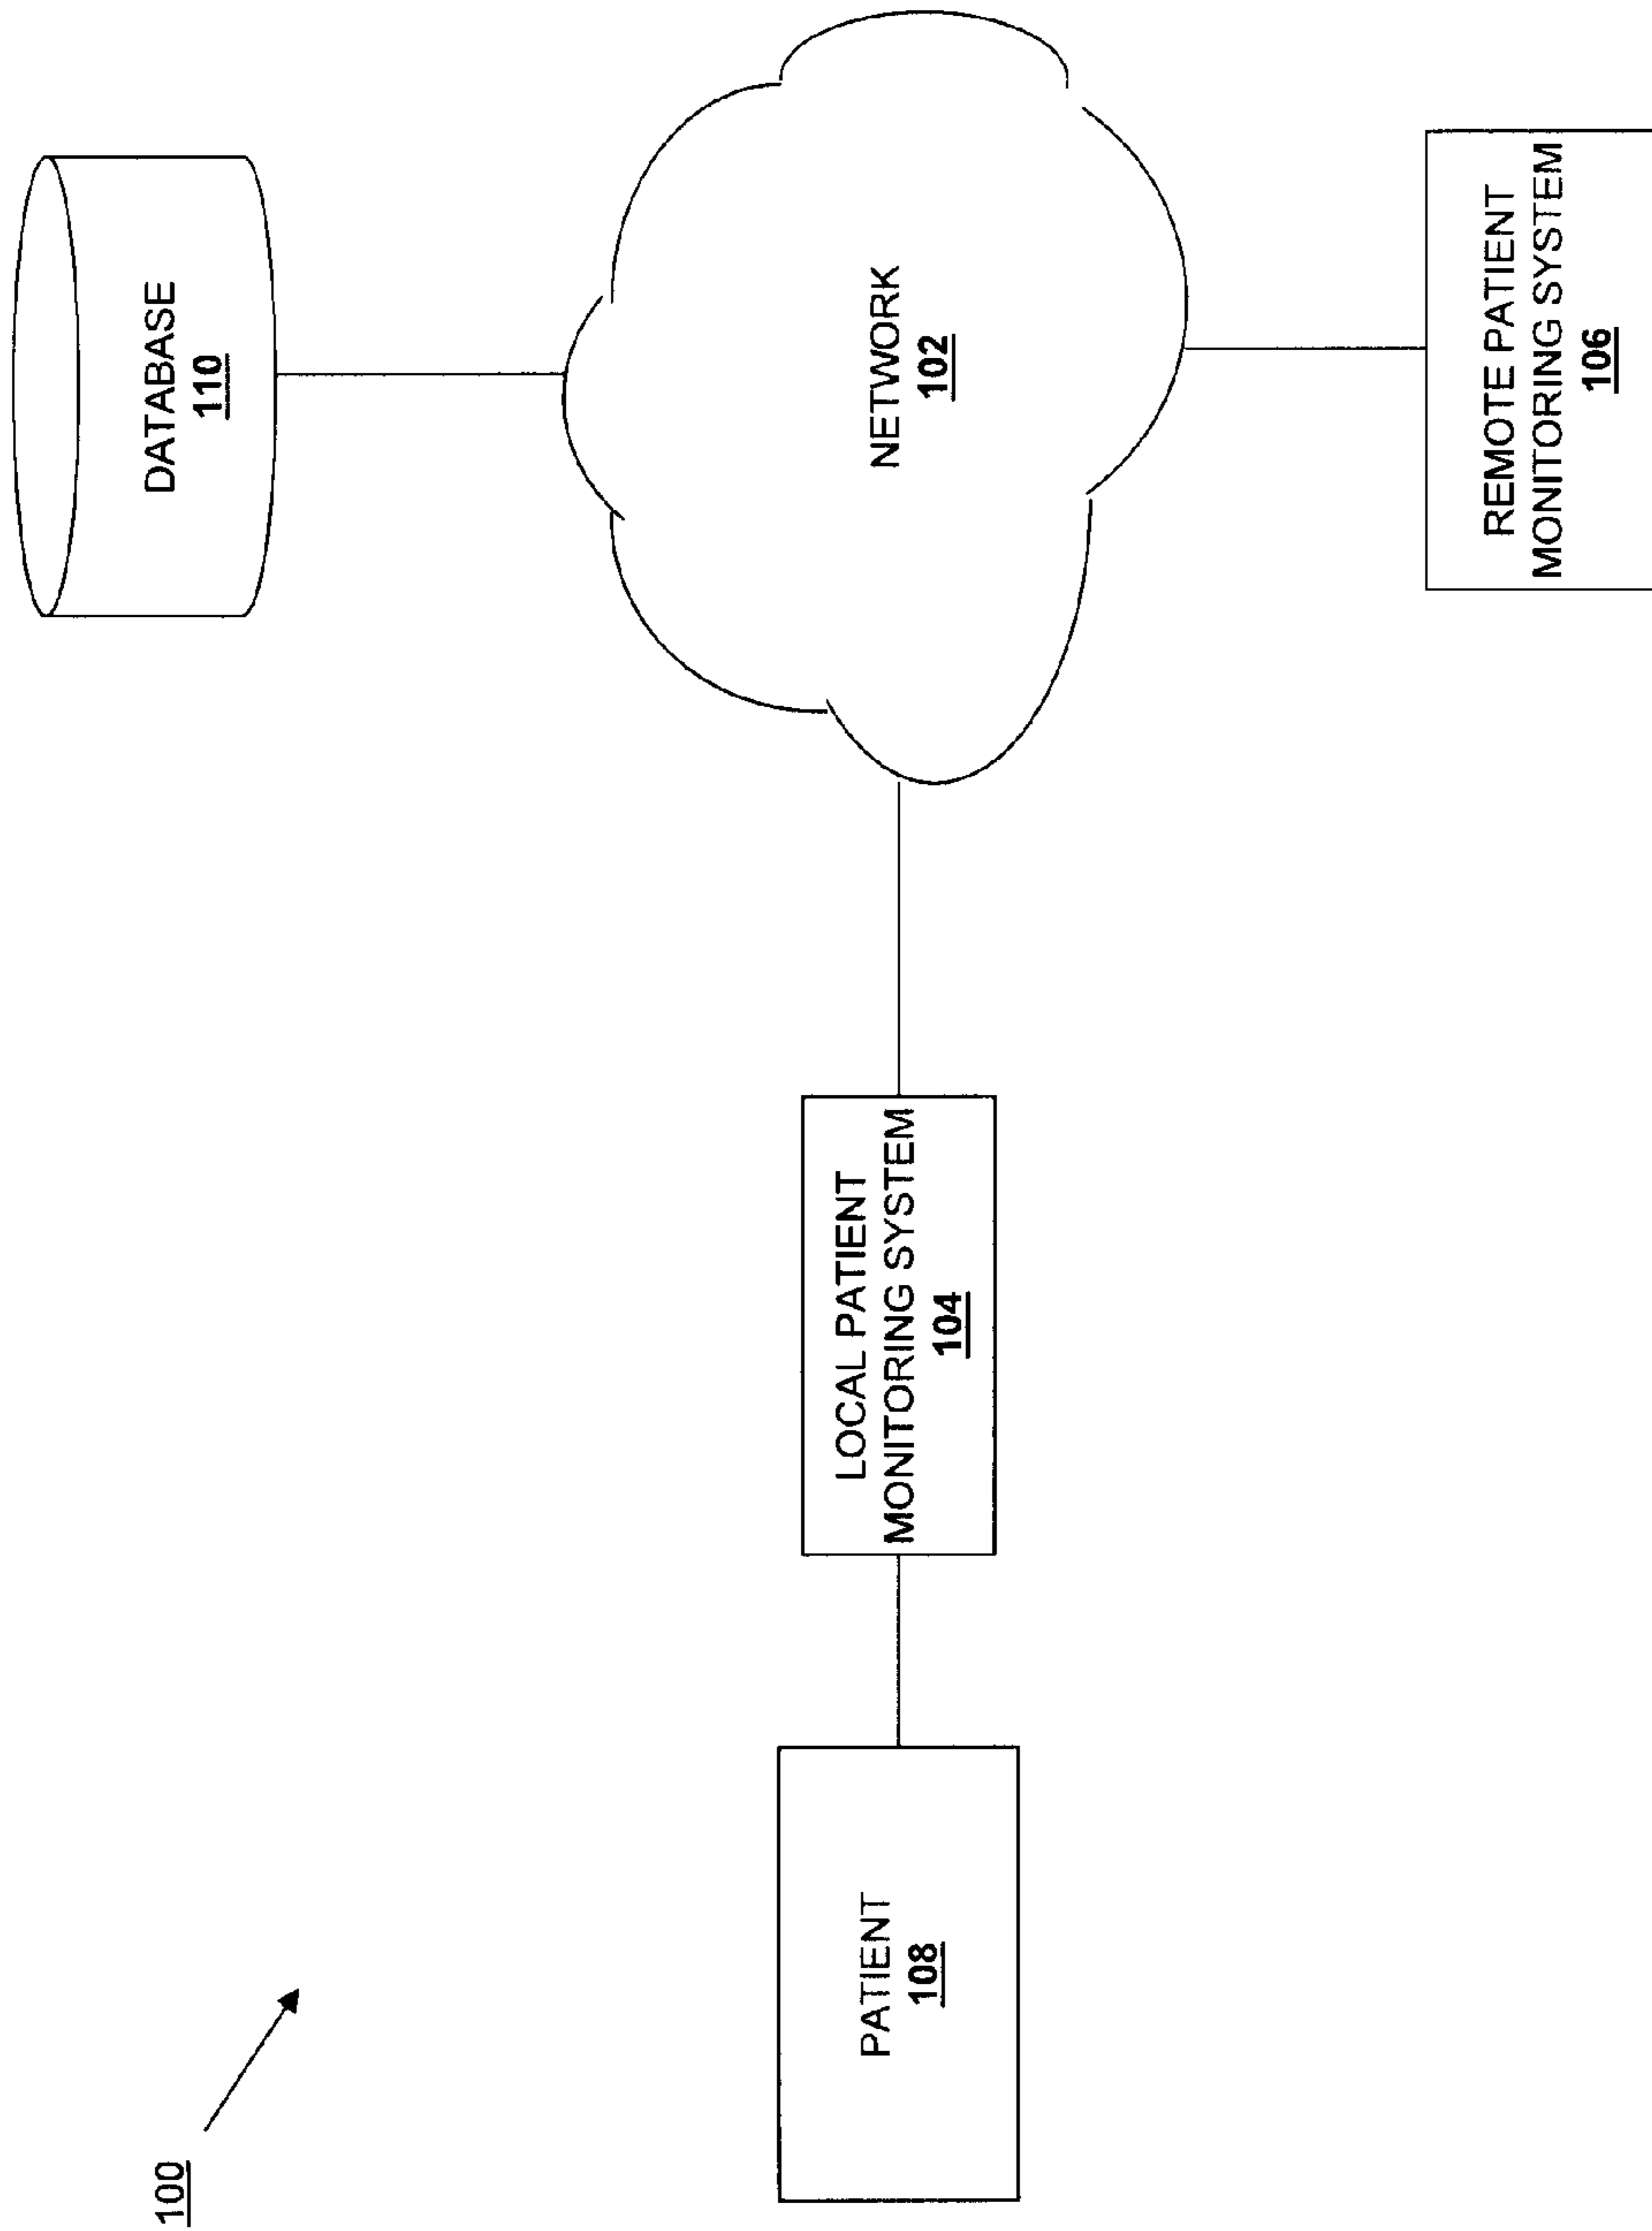 100
PATIENT
108
LOCAL PATIENT
MONITORING SYSTEM
104
DATABASE
110
NETWORK
102
REMOTE PATIENT
MONITORING SYSTEM
106